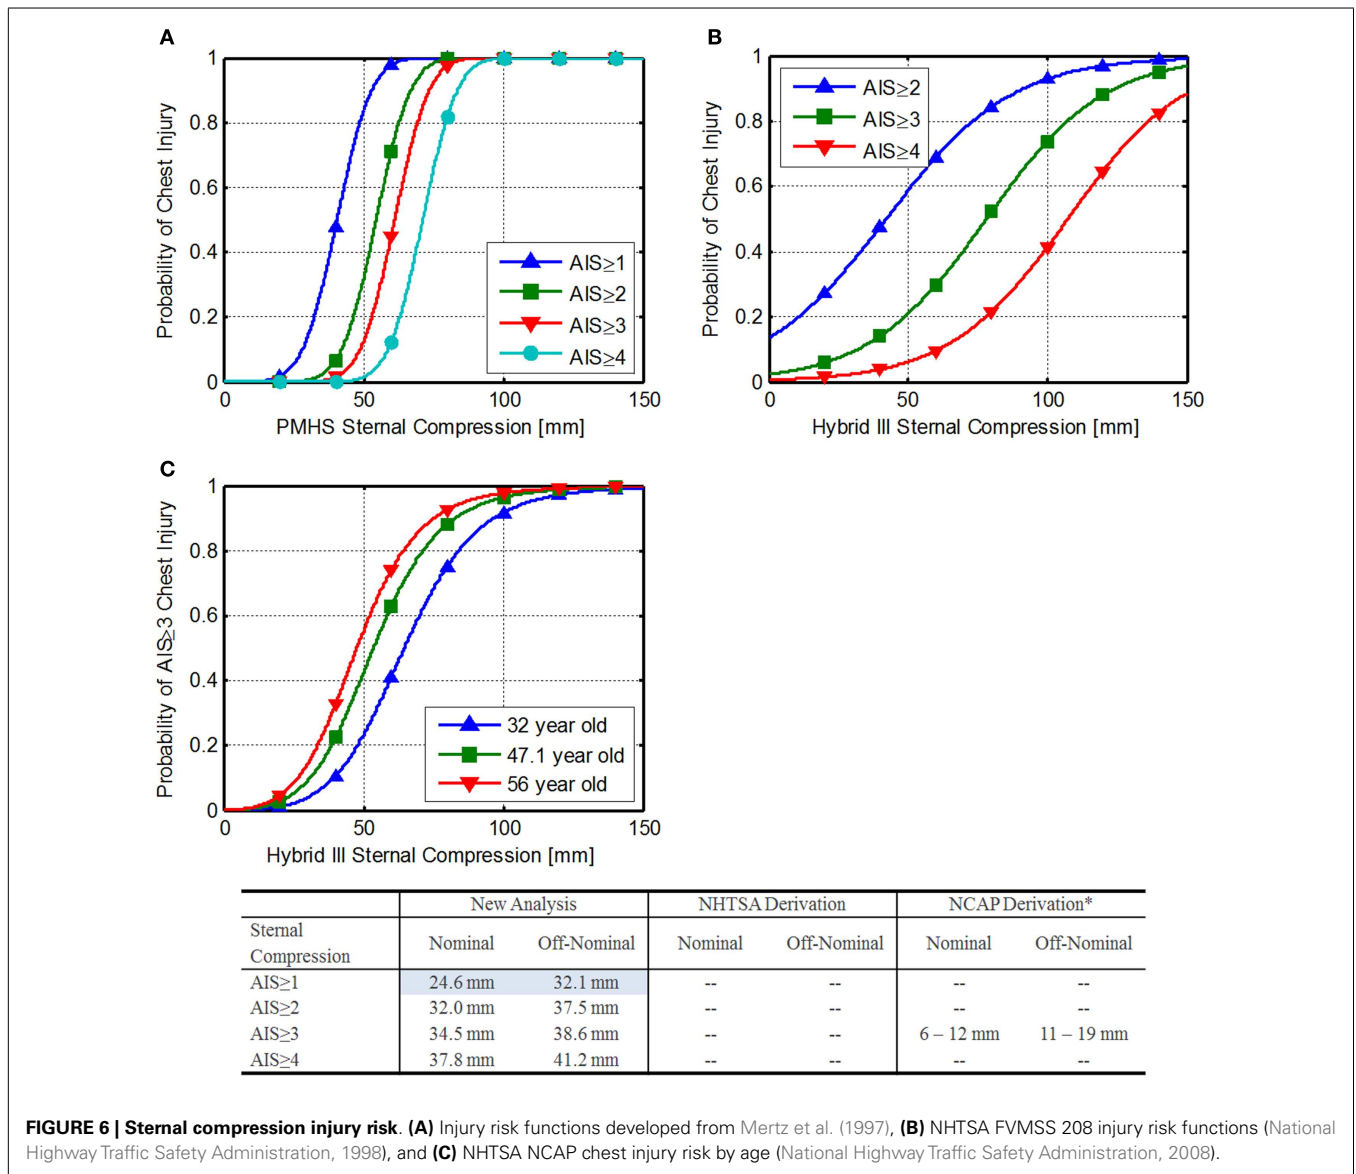 A
1
0.8
0.6
0.4
0.2
0
0
50
100
150
Probability of Chest Injury
PMHS Sternal Compression [mm]
AIS≥1
AIS≥2
AIS≥3
AIS≥4
B
1
0.8
0.6
0.4
0.2
0
0
50
100
150
Probability of Chest Injury
Hybrid III Sternal Compression [mm]
AIS≥2
AIS≥3
AIS≥4
C
1
0.8
0.6
0.4
0.2
0
0
50
100
150
Probability of AIS≥3 Chest Injury
Hybrid III Sternal Compression [mm]
32 year old
47.1 year old
56 year old
New Analysis NHTSA Derivation NCAP Derivation*
Sternal Compression Nominal Off-Nominal Nominal Off-Nominal Nominal Off-Nominal
AIS≥1 24.6 mm 32.1 mm -- -- -- --
AIS≥2 32.0 mm 37.5 mm -- -- -- --
AIS≥3 34.5 mm 38.6 mm -- -- 6 – 12 mm 11 – 19 mm
AIS≥4 37.8 mm 41.2 mm -- -- -- --
FIGURE 6 | Sternal compression injury risk. (A) Injury risk functions developed from Mertz et al. (1997), (B) NHTSA FVMSS 208 injury risk functions (National
Highway Traffic Safety Administration, 1998), and (C) NHTSA NCAP chest injury risk by age (National Highway Traffic Safety Administration, 2008).